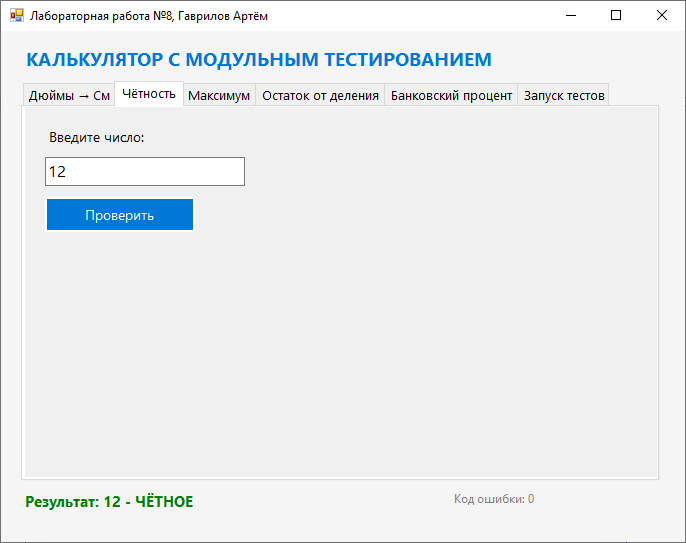 Лабораторная работа №8, Гаврилов Артём
КАЛЬКУЛЯТОР С МОДУЛЬНЫМ ТЕСТИРОВАНИЕМ
Дюймы → См Чётность Максимум Остаток от деления Банковский процент Запуск тестов
Введите число:
12
Проверить
Результат: 12 - ЧЁТНОЕ Код ошибки: 0